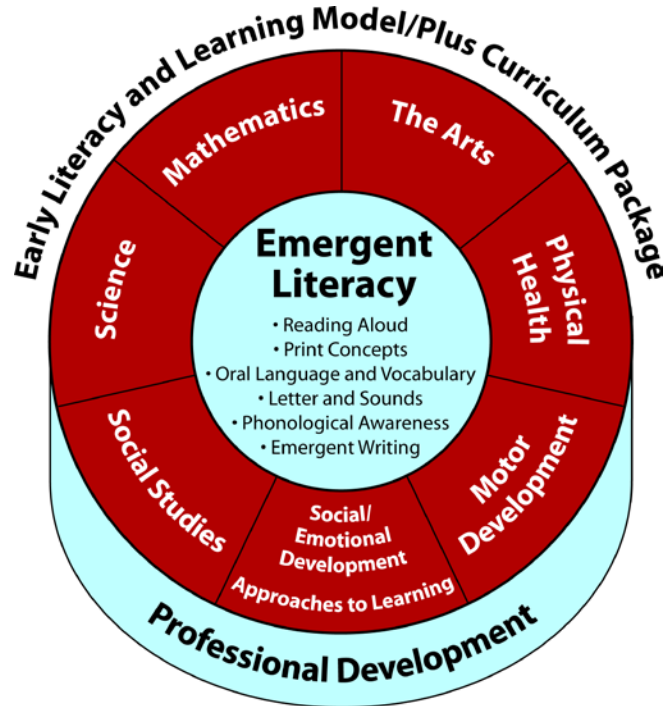 Early Literacy and Learning Model/Plus Curriculum Package
Mathematics
The Arts
Science
Physical
Health
Emergent
Literacy
• Reading Aloud
• Print Concepts
• Oral Language and Vocabulary
• Letter and Sounds
• Phonological Awareness
• Emergent Writing
Social Studies
Motor
Development
Social/
Emotional
Development
Approaches to Learning
Professional Development